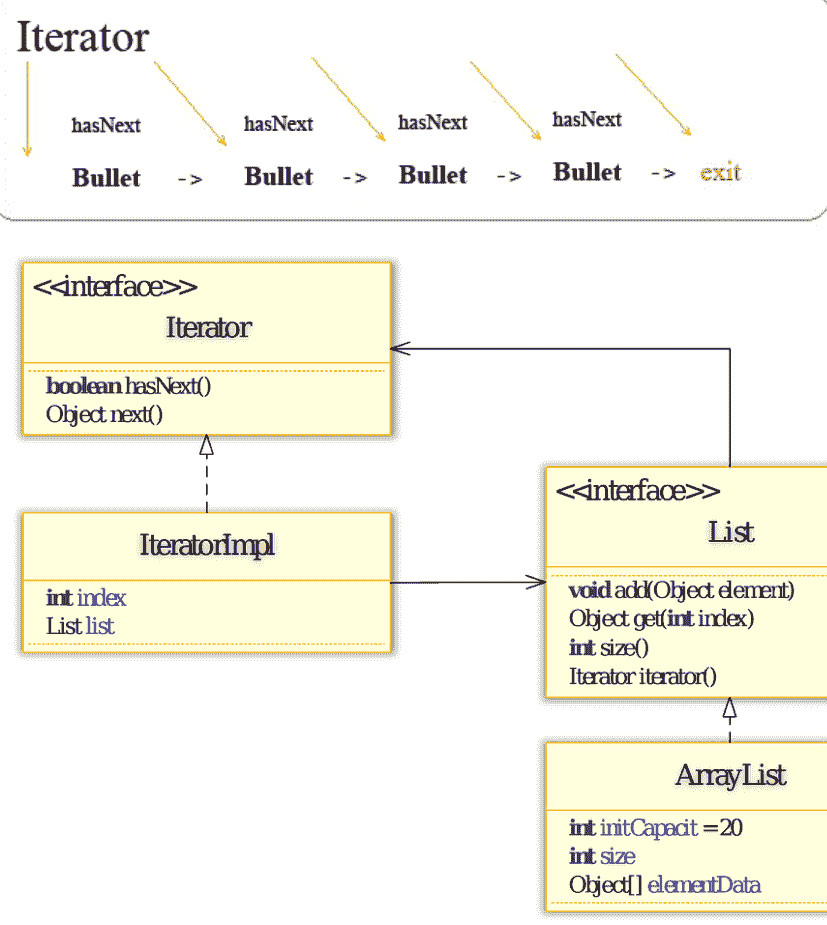 Iterator
hasNext hasNext hasNext hasNext
Bullet -> Bullet -> Bullet -> Bullet -> exit
<<interface>>
Iterator
boolean hasNext()
Object next()
IteratorImpl
int index
List list
<<interface>>
List
void add(Object element)
Object get(int index)
int size()
Iterator iterator()
ArrayList
int initCapacit = 20
int size
Object[] elementData